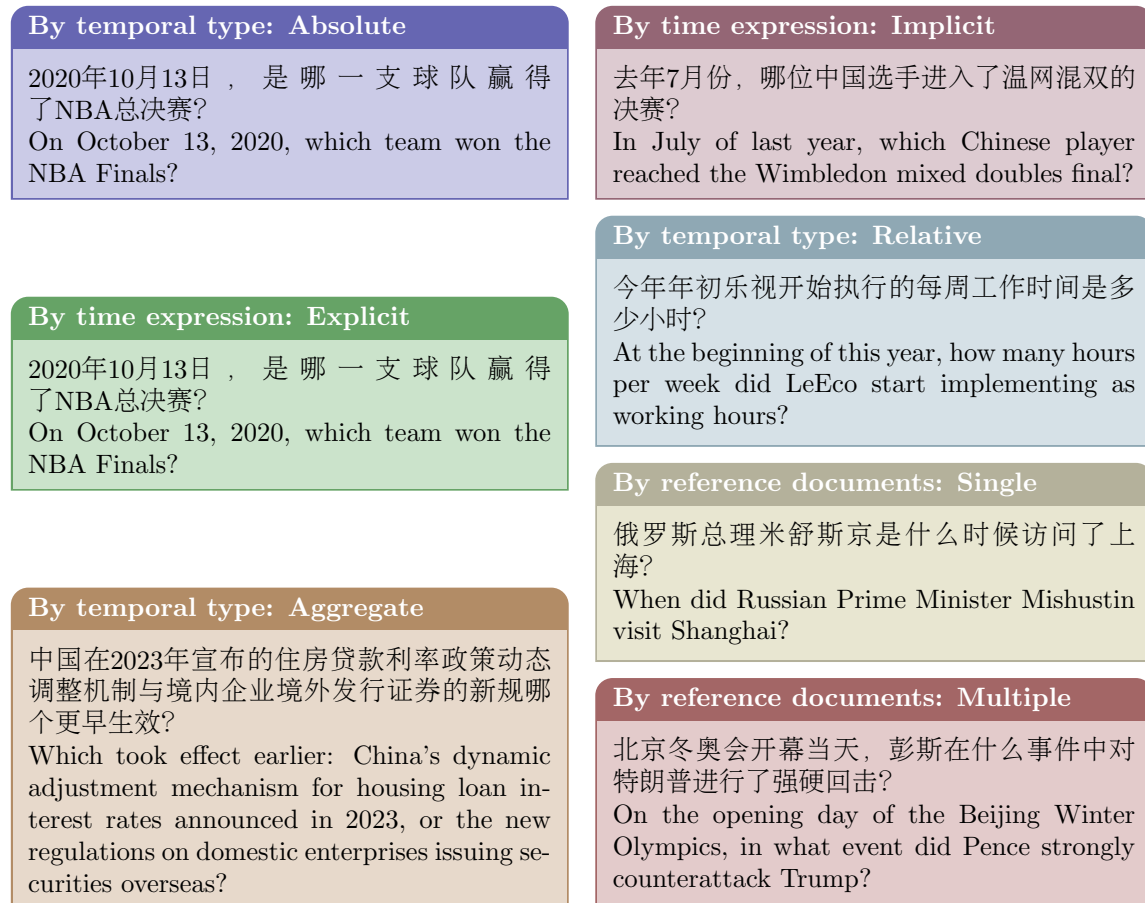 By temporal type: Absolute
2020年10月13日，是哪一支球队赢得
了NBA总决赛?
On October 13, 2020, which team won the
NBA Finals?
By time expression: Explicit
2020年10月13日，是哪一支球队赢得
了NBA总决赛?
On October 13, 2020, which team won the
NBA Finals?
By temporal type: Aggregate
中国在2023年宣布的住房贷款利率政策动态
调整机制与境内企业境外发行证券的新规哪
个更早生效?
Which took effect earlier: China's dynamic
adjustment mechanism for housing loan in-
terest rates announced in 2023, or the new
regulations on domestic enterprises issuing se-
curities overseas?
By time expression: Implicit
去年7月份，哪位中国选手进入了温网混双的
决赛?
In July of last year, which Chinese player
reached the Wimbledon mixed doubles final?
By temporal type: Relative
今年年初乐视开始执行的每周工作时间是多
少小时?
At the beginning of this year, how many hours
per week did LeEco start implementing as
working hours?
By reference documents: Single
俄罗斯总理米舒斯京是什么时候访问了上
海?
When did Russian Prime Minister Mishustin
visit Shanghai?
By reference documents: Multiple
北京冬奥会开幕当天，彭斯在什么事件中对
特朗普进行了强硬回击?
On the opening day of the Beijing Winter
Olympics, in what event did Pence strongly
counterattack Trump?